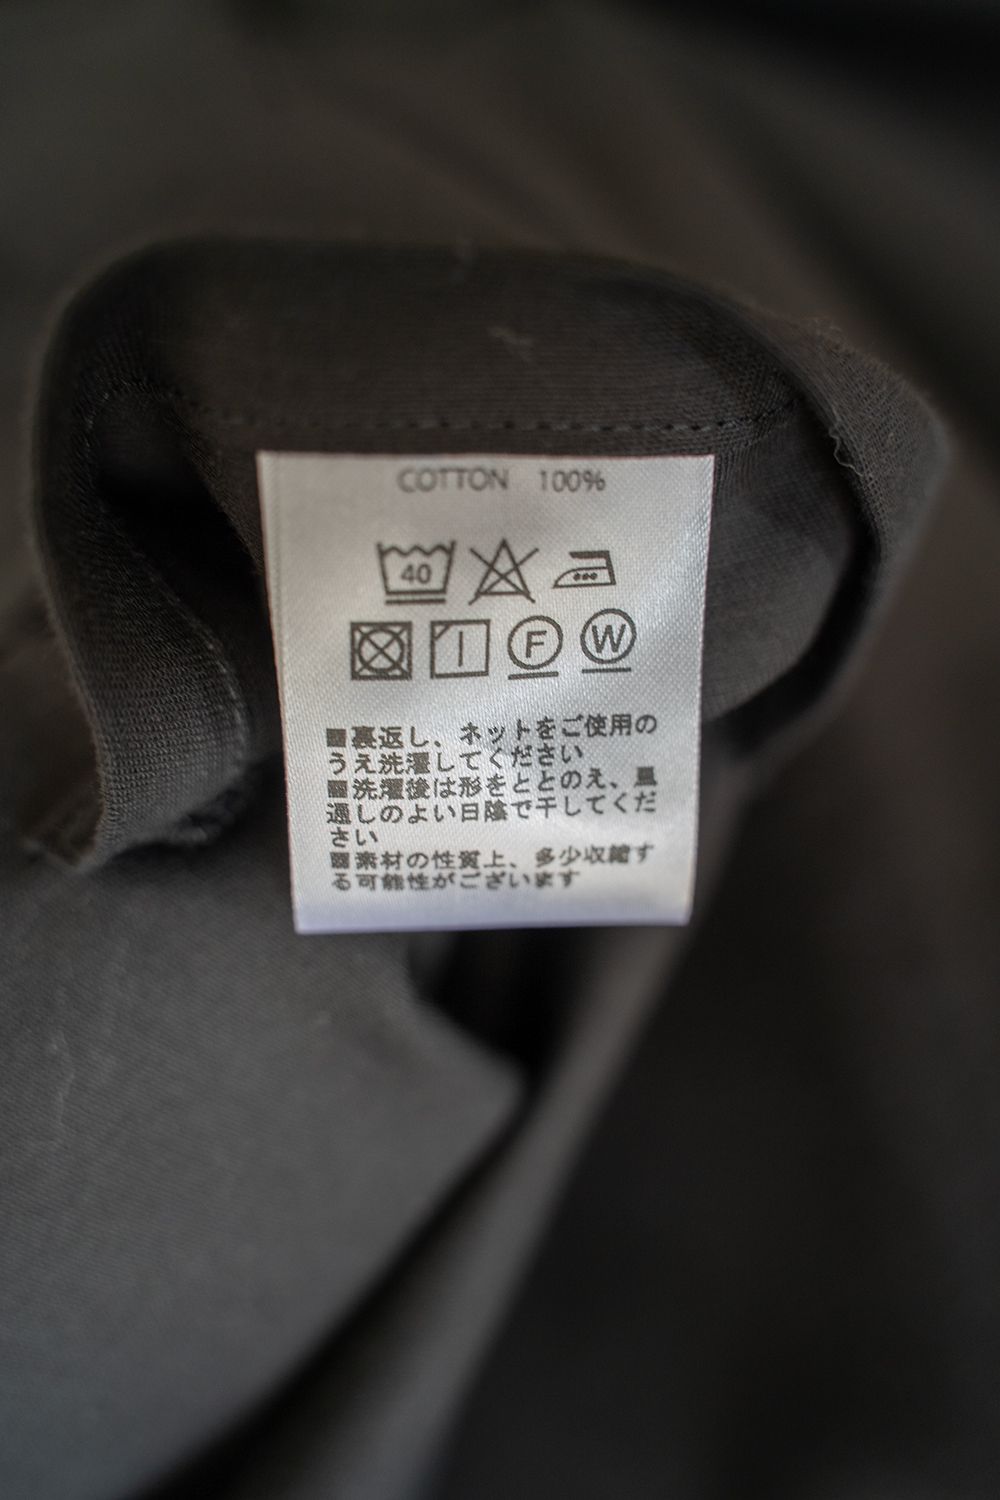 COTTON 100%
40
F W
■裏返し、ネットをご使用の
うえ洗濯してください
■洗濯後は形をととのえ、風
通しのよい日陰で干してくだ
さい
■素材の性質上、多少収縮す
る可能性がございます